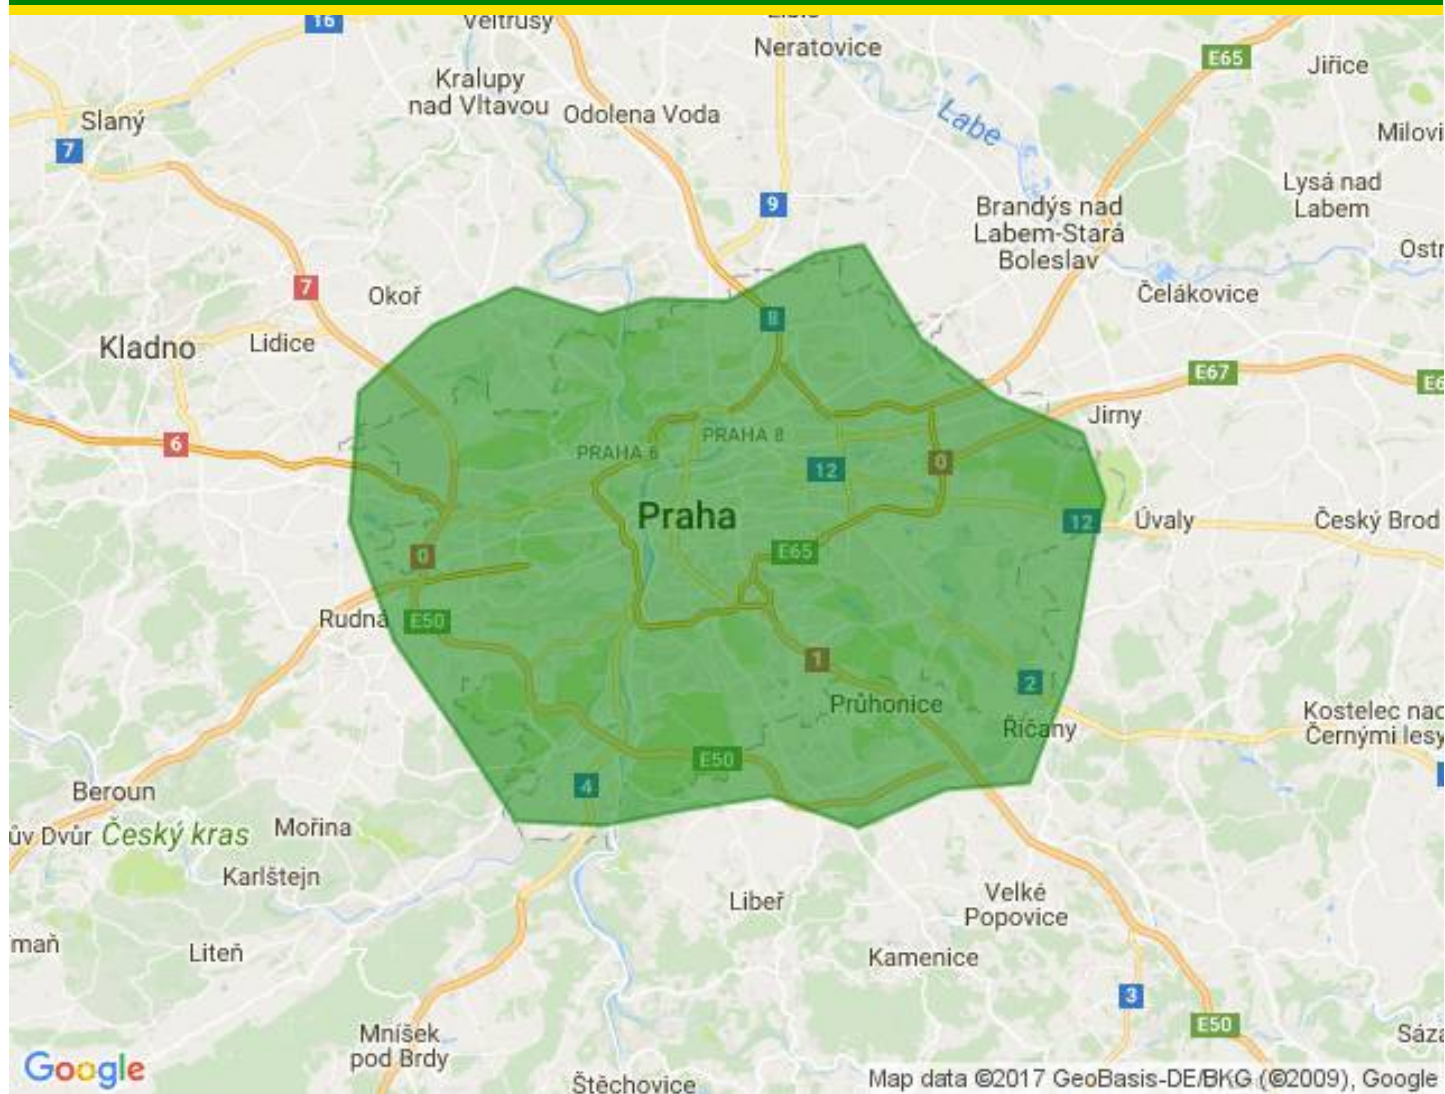 16
Veltrusy
Neratovice
E65
Jiřice
Kralupy
nad Vltavou
Odolena Voda
Labe
Slaný
7
Milovi
Lysá nad
Labem
9
Brandýs nad
Labem-Stará
Boleslav
Ostr
7
Okoř
Čelákovice
8
Kladno
Lidice
E67
E6
Jirny
6
PRAHA 6
PRAHA 8
12
0
Praha
12
Úvaly
Český Brod
0
E65
Rudná
E50
1
2
Průhonice
Říčany
Kostelec nad
Černými lesy
E50
4
Beroun
ův Dvůr
Český kras
Mořina
Karlštejn
Libeř
Velké
Popovice
maň
Liteň
Kamenice
3
Mníšek
pod Brdy
E50
Sáza
Google
Štěchovice
Map data ©2017 GeoBasis-DE/BKG (©2009), Google